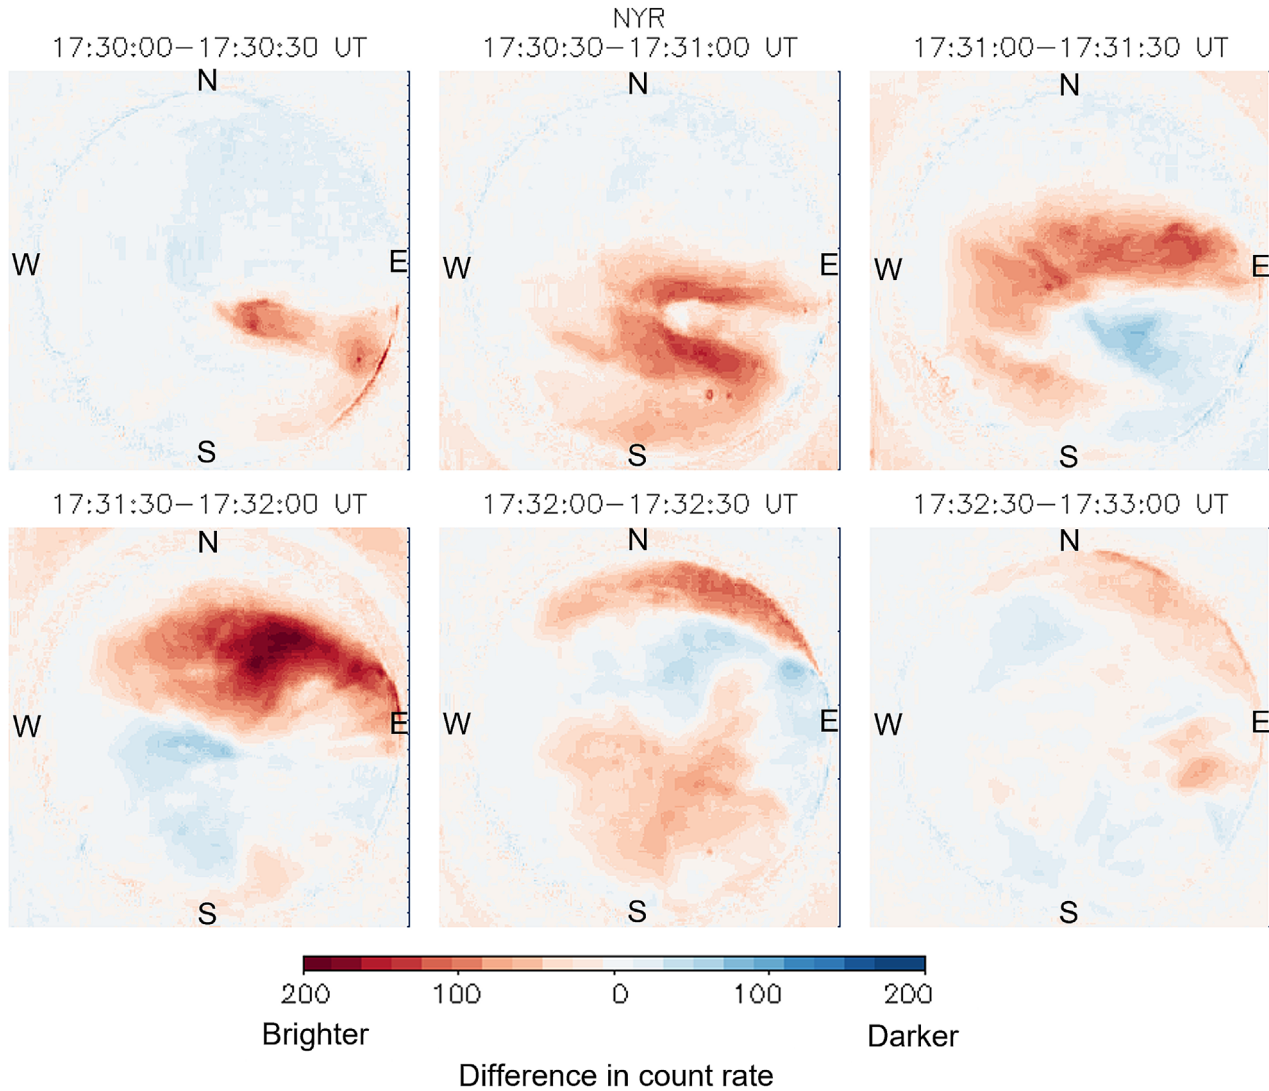 NYR
17:30:00–17:30:30 UT
17:30:30–17:31:00 UT
17:31:00–17:31:30 UT
N
N
N
W
E
W
E
W
E
S
S
S
17:31:30–17:32:00 UT
17:32:00–17:32:30 UT
17:32:30–17:33:00 UT
N
N
N
W
E
W
E
W
E
S
S
S
200
100
0
100
200
Brighter
Darker
Difference in count rate